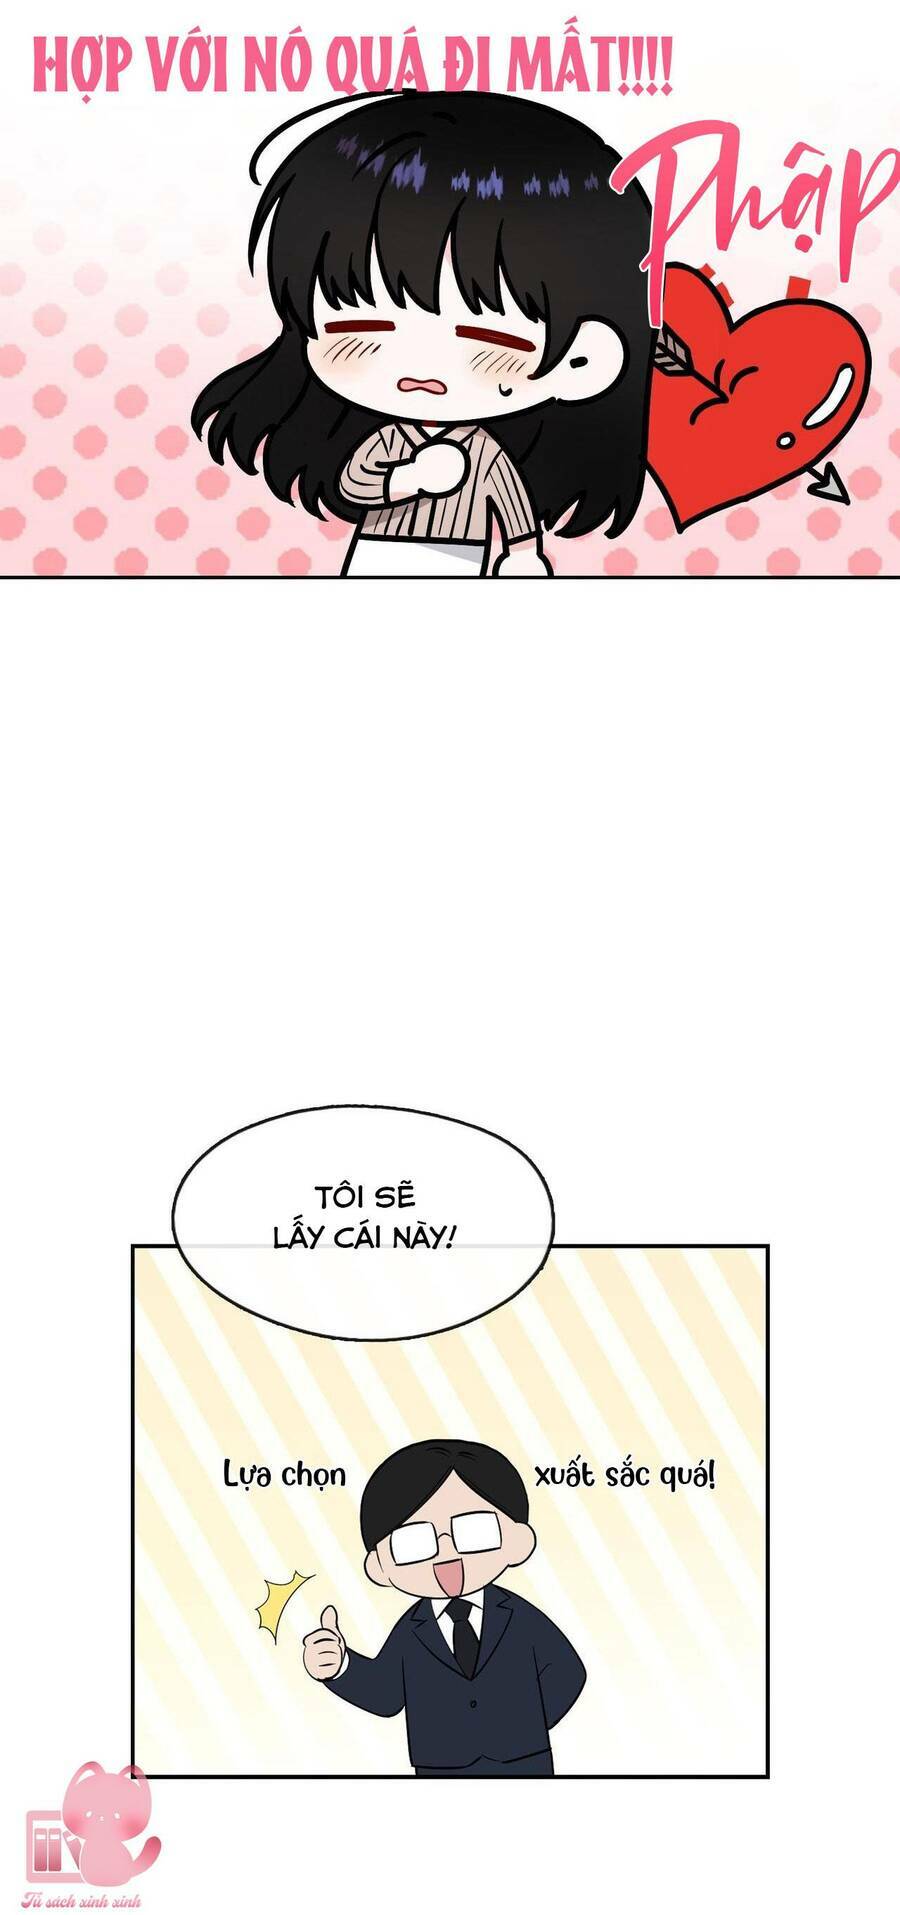 HỢP VỚI NÓ QUÁ ĐI MẤT!!!!
Phập
TÔI SẼ
LẤY CÁI NÀY!
Lựa chọn xuất sắc quá!
Tủ sách xinh xinh